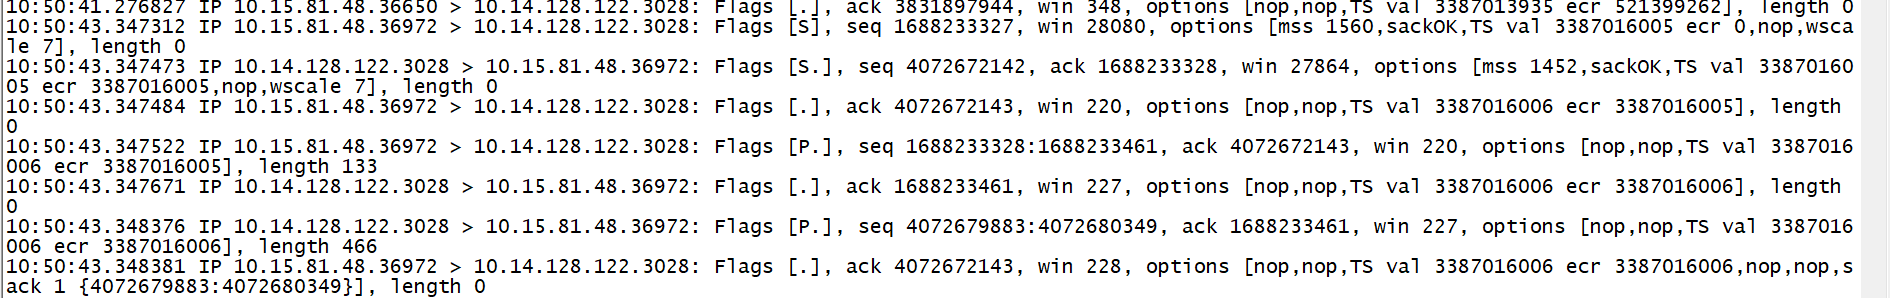 10:50:41.276827 IP 10.15.81.48.36650 > 10.14.128.122.3028: Flags [.], ack 3831897944, win 348, options [nop,nop,TS val 3387013935 ecr 521399262], length 0
10:50:43.347312 IP 10.15.81.48.36972 > 10.14.128.122.3028: Flags [S], seq 1688233327, win 28080, options [mss 1560,sackOK,TS val 3387016005 ecr 0,nop,wsca
le 7], length 0
10:50:43.347473 IP 10.14.128.122.3028 > 10.15.81.48.36972: Flags [S.], seq 4072672142, ack 1688233328, win 27864, options [mss 1452,sackOK,TS val 33870160
05 ecr 3387016005,nop,wscale 7], length 0
10:50:43.347484 IP 10.15.81.48.36972 > 10.14.128.122.3028: Flags [.], ack 4072672143, win 220, options [nop,nop,TS val 3387016006 ecr 3387016005], length
0
10:50:43.347522 IP 10.15.81.48.36972 > 10.14.128.122.3028: Flags [P.], seq 1688233328:1688233461, ack 4072672143, win 220, options [nop,nop,TS val 3387016
006 ecr 3387016005], length 133
10:50:43.347671 IP 10.14.128.122.3028 > 10.15.81.48.36972: Flags [.], ack 1688233461, win 227, options [nop,nop,TS val 3387016006 ecr 3387016006], length
0
10:50:43.348376 IP 10.14.128.122.3028 > 10.15.81.48.36972: Flags [P.], seq 4072679883:4072680349, ack 1688233461, win 227, options [nop,nop,TS val 3387016
006 ecr 3387016006], length 466
10:50:43.348381 IP 10.15.81.48.36972 > 10.14.128.122.3028: Flags [.], ack 4072672143, win 228, options [nop,nop,TS val 3387016006 ecr 3387016006,nop,nop,s
ack 1 {4072679883:4072680349}], length 0